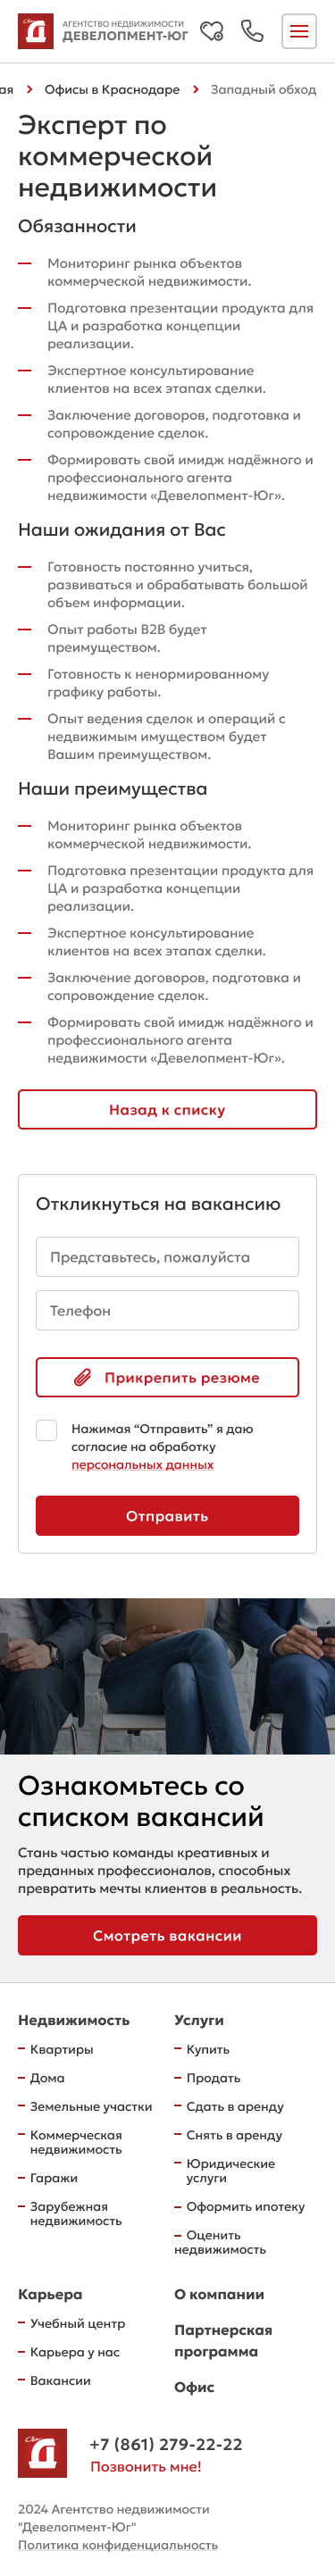 АГЕНТСТВО НЕДВИЖИМОСТИ
ДЕВЕЛОПМЕНТ-ЮГ
ая > Офисы в Краснодаре > Западный обход
Эксперт по
коммерческой
недвижимости
Обязанности
Мониторинг рынка объектов
коммерческой недвижимости.
Подготовка презентации продукта для
ЦА и разработка концепции
реализации.
Экспертное консультирование
клиентов на всех этапах сделки.
Заключение договоров, подготовка и
сопровождение сделок.
Формировать свой имидж надёжного и
профессионального агента
недвижимости «Девелопмент-Юг».
Наши ожидания от Вас
Готовность постоянно учиться,
развиваться и обрабатывать большой
объем информации.
Опыт работы B2B будет
преимуществом.
Готовность к ненормированному
графику работы.
Опыт ведения сделок и операций с
недвижимым имуществом будет
Вашим преимуществом.
Наши преимущества
Мониторинг рынка объектов
коммерческой недвижимости.
Подготовка презентации продукта для
ЦА и разработка концепции
реализации.
Экспертное консультирование
клиентов на всех этапах сделки.
Заключение договоров, подготовка и
сопровождение сделок.
Формировать свой имидж надёжного и
профессионального агента
недвижимости «Девелопмент-Юг».
Назад к списку
Откликнуться на вакансию
Представьтесь, пожалуйста
Телефон
Прикрепить резюме
Нажимая “Отправить” я даю
согласие на обработку
персональных данных
Отправить
Ознакомьтесь со
списком вакансий
Стань частью команды креативных и
преданных профессионалов, способных
превратить мечты клиентов в реальность.
Смотреть вакансии
Недвижимость
Квартиры
Дома
Земельные участки
Коммерческая
недвижимость
Гаражи
Зарубежная
недвижимость
Услуги
Купить
Продать
Сдать в аренду
Снять в аренду
Юридические
услуги
Оформить ипотеку
Оценить
недвижимость
Карьера
Учебный центр
Карьера у нас
Вакансии
О компании
Партнерская
программа
Офис
+7 (861) 279-22-22
Позвонить мне!
2024 Агентство недвижимости
"Девелопмент-Юг"
Политика конфиденциальность